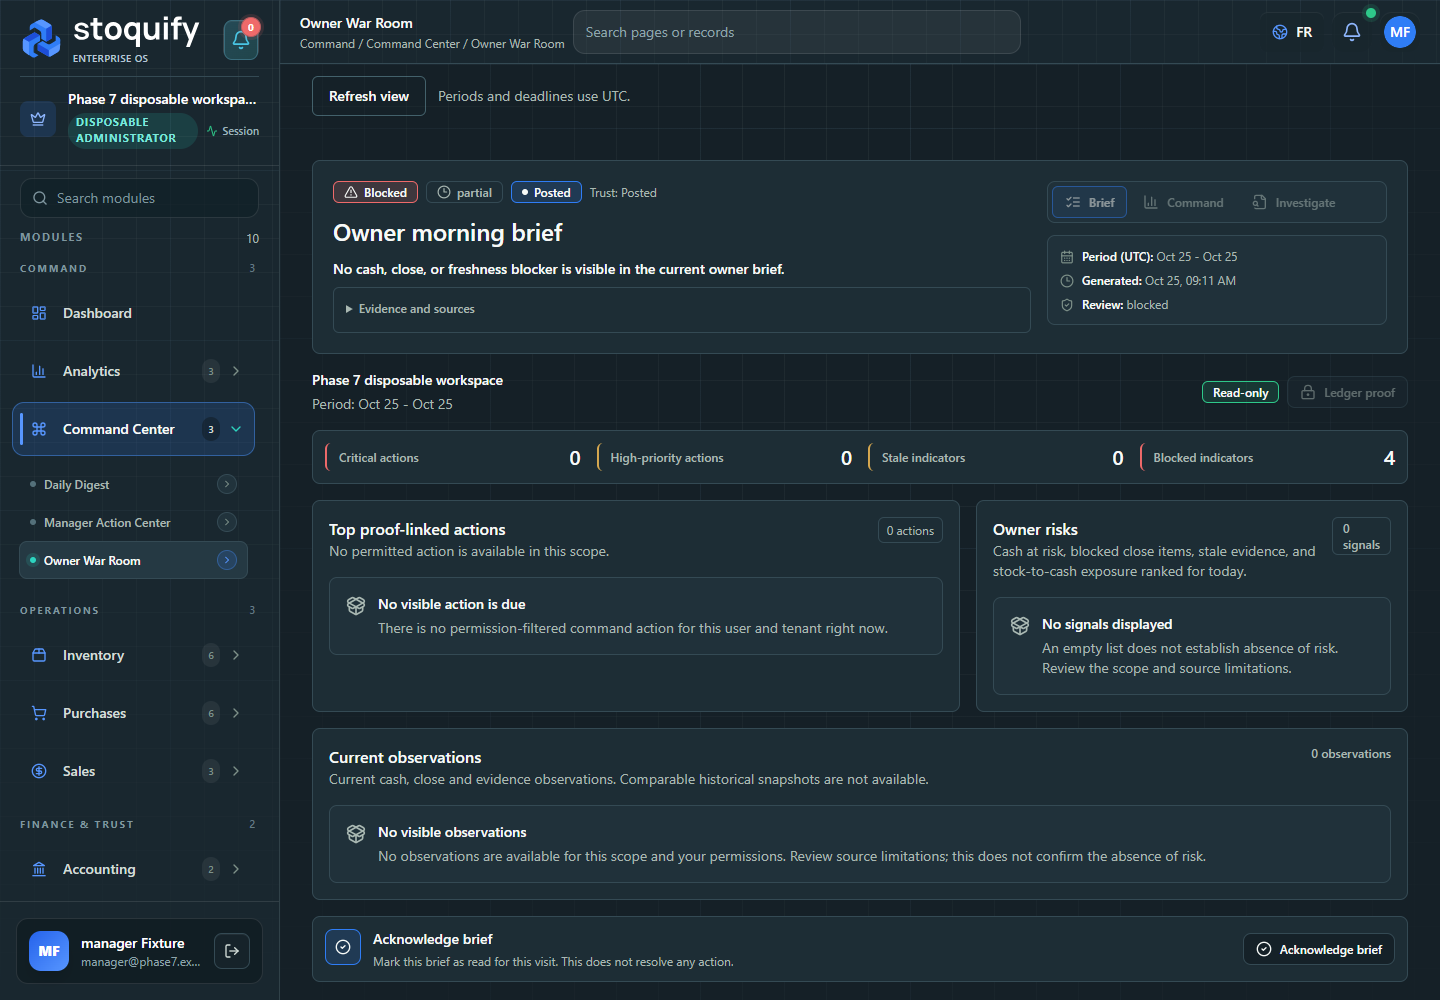 stoquify
ENTERPRISE OS
0
Phase 7 disposable workspa...
DISPOSABLE
ADMINISTRATOR
Session
Search modules
MODULES
10
COMMAND
3
Dashboard
Analytics
3
Command Center
3
Daily Digest
Manager Action Center
Owner War Room
OPERATIONS
3
Inventory
6
Purchases
6
Sales
3
FINANCE & TRUST
2
Accounting
2
MF
manager Fixture
manager@phase7.ex...
Owner War Room
Command / Command Center / Owner War Room
Search pages or records
FR
MF
Refresh view
Periods and deadlines use UTC.
Blocked
partial
Posted
Trust: Posted
Owner morning brief
No cash, close, or freshness blocker is visible in the current owner brief.
Evidence and sources
Brief
Command
Investigate
Period (UTC): Oct 25 - Oct 25
Generated: Oct 25, 09:11 AM
Review: blocked
Phase 7 disposable workspace
Period: Oct 25 - Oct 25
Read-only
Ledger proof
Critical actions
0
High-priority actions
0
Stale indicators
0
Blocked indicators
4
Top proof-linked actions
No permitted action is available in this scope.
0 actions
No visible action is due
There is no permission-filtered command action for this user and tenant right now.
Owner risks
Cash at risk, blocked close items, stale evidence, and
stock-to-cash exposure ranked for today.
0
signals
No signals displayed
An empty list does not establish absence of risk.
Review the scope and source limitations.
Current observations
Current cash, close and evidence observations. Comparable historical snapshots are not available.
0 observations
No visible observations
No observations are available for this scope and your permissions. Review source limitations; this does not confirm the absence of risk.
Acknowledge brief
Mark this brief as read for this visit. This does not resolve any action.
Acknowledge brief